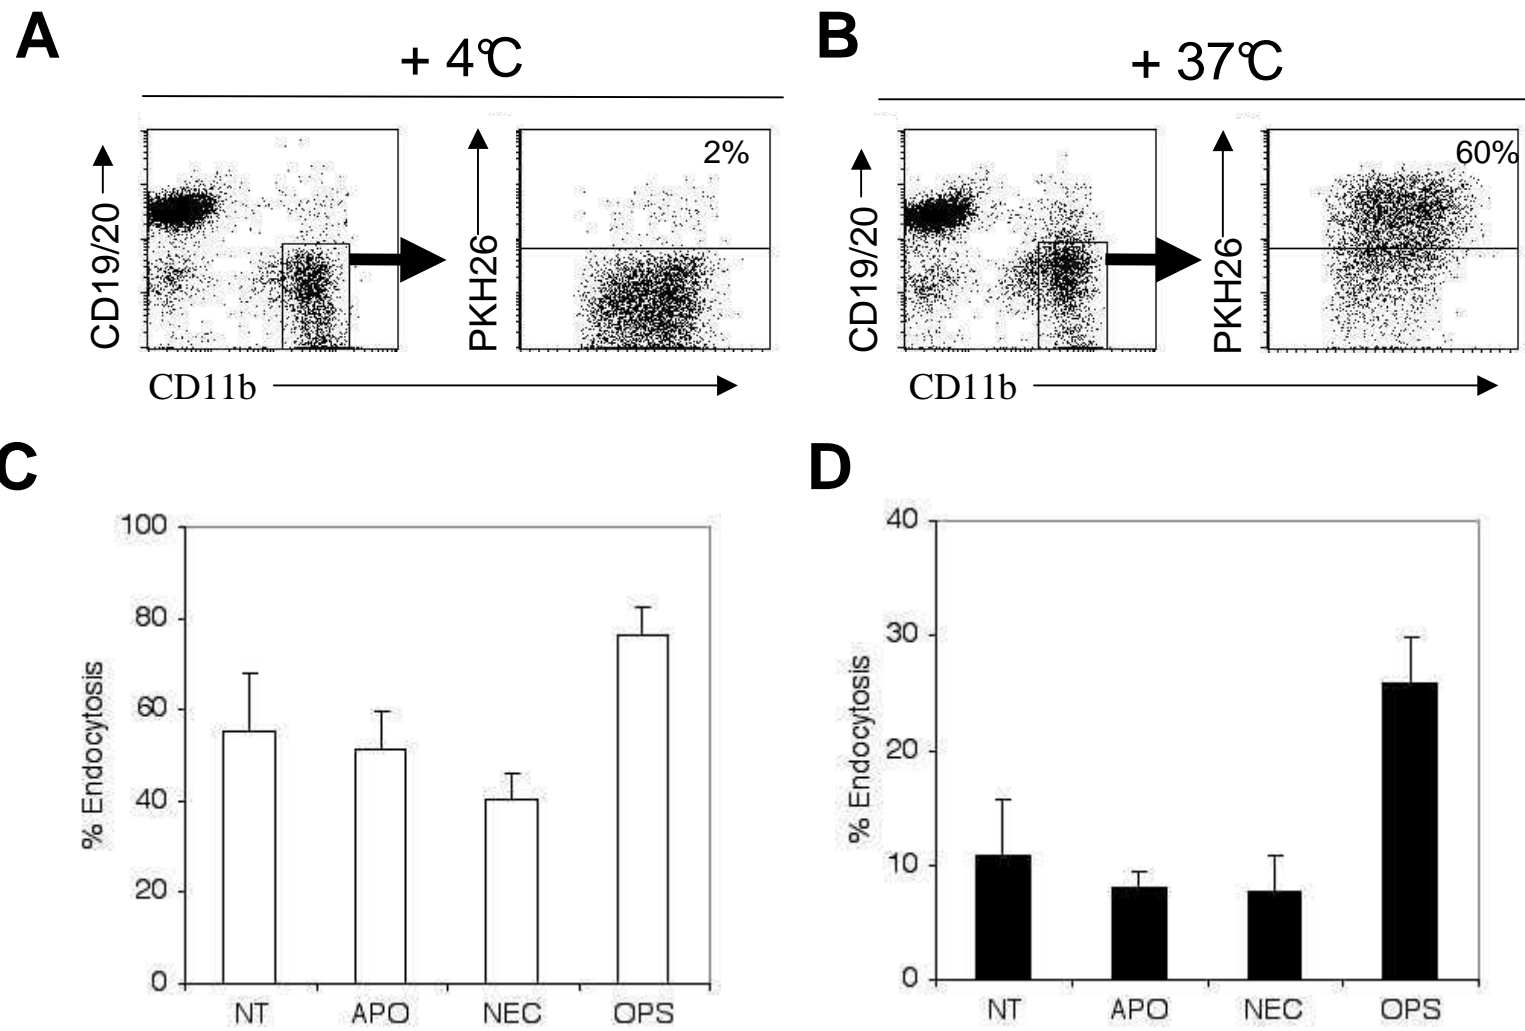 A
B
+ 4℃
+ 37℃
CD19/20
PKH26
2%
CD19/20
PKH26
60%
CD11b
CD11b
C
D
% Endocytosis
100
80
60
40
20
0
NT APO NEC OPS
% Endocytosis
40
30
20
10
0
NT APO NEC OPS